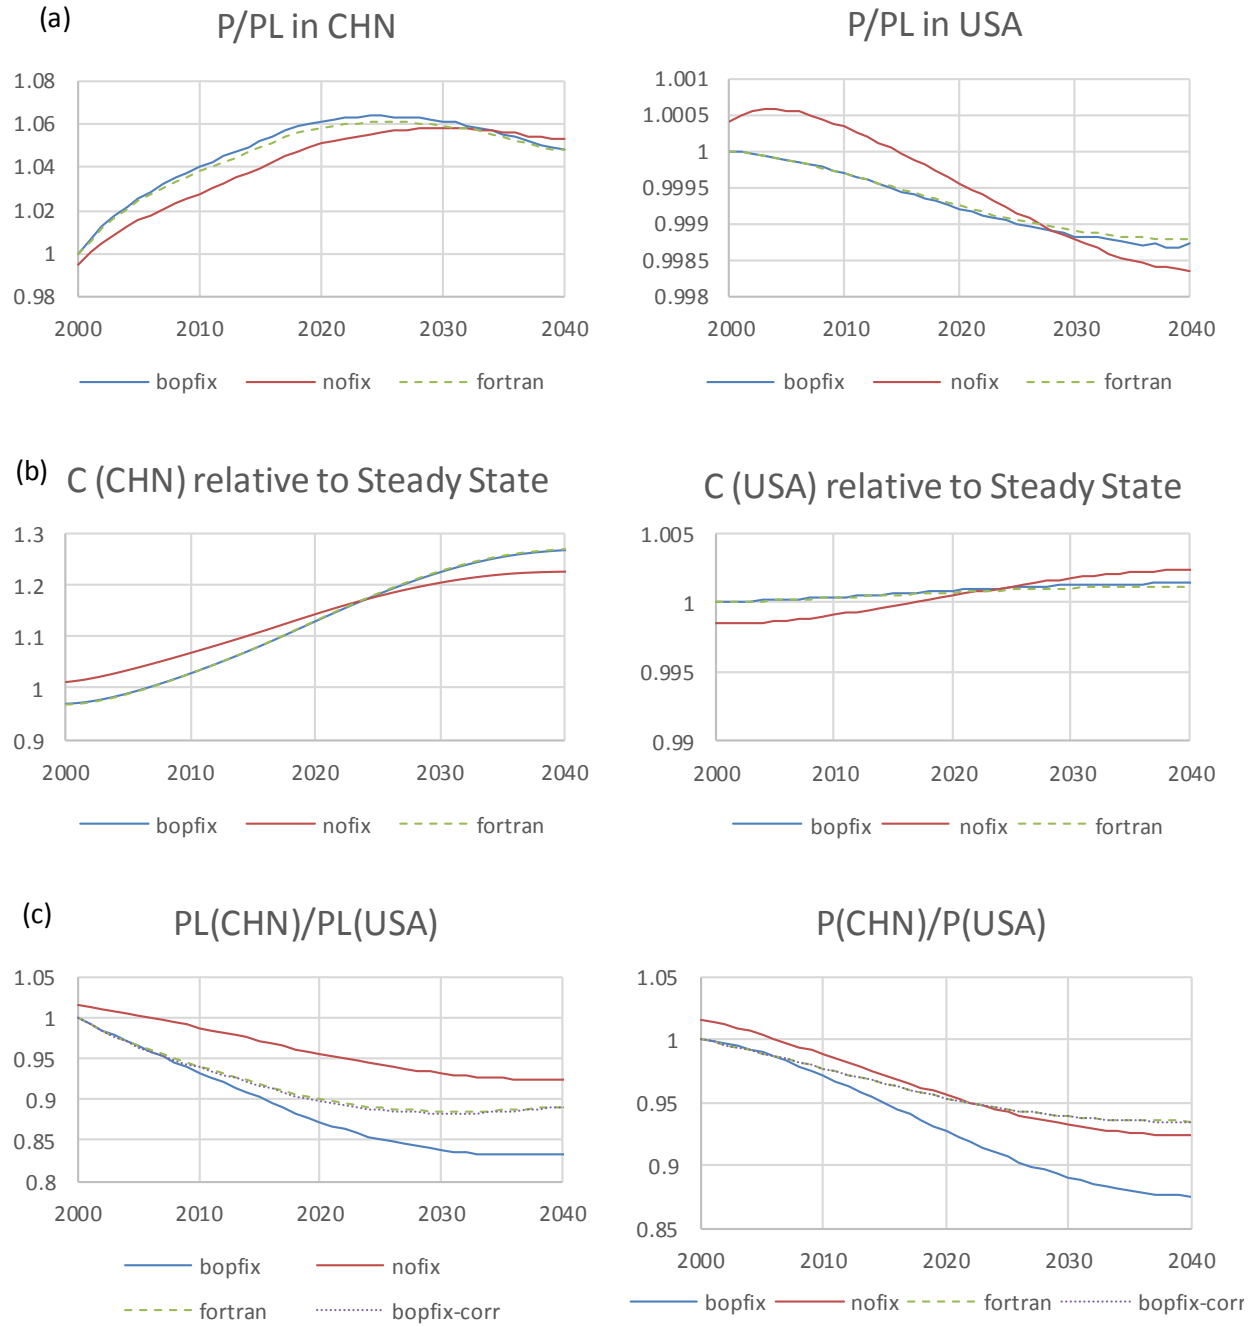 (a)
P/PL in CHN
1.08
1.06
1.04
1.02
1
0.98
2000 2010 2020 2030 2040
bopfix nofix fortran
P/PL in USA
1.001
1.0005
1
0.9995
0.999
0.9985
0.998
2000 2010 2020 2030 2040
bopfix nofix fortran
(b)
C (CHN) relative to Steady State
1.3
1.2
1.1
1
0.9
2000 2010 2020 2030 2040
bopfix nofix fortran
C (USA) relative to Steady State
1.005
1
0.995
0.99
2000 2010 2020 2030 2040
bopfix nofix fortran
(c)
PL(CHN)/PL(USA)
1.05
1
0.95
0.9
0.85
0.8
2000 2010 2020 2030 2040
bopfix nofix
fortran bopfix-corr
P(CHN)/P(USA)
1.05
1
0.95
0.9
0.85
2000 2010 2020 2030 2040
bopfix nofix fortran bopfix-corr